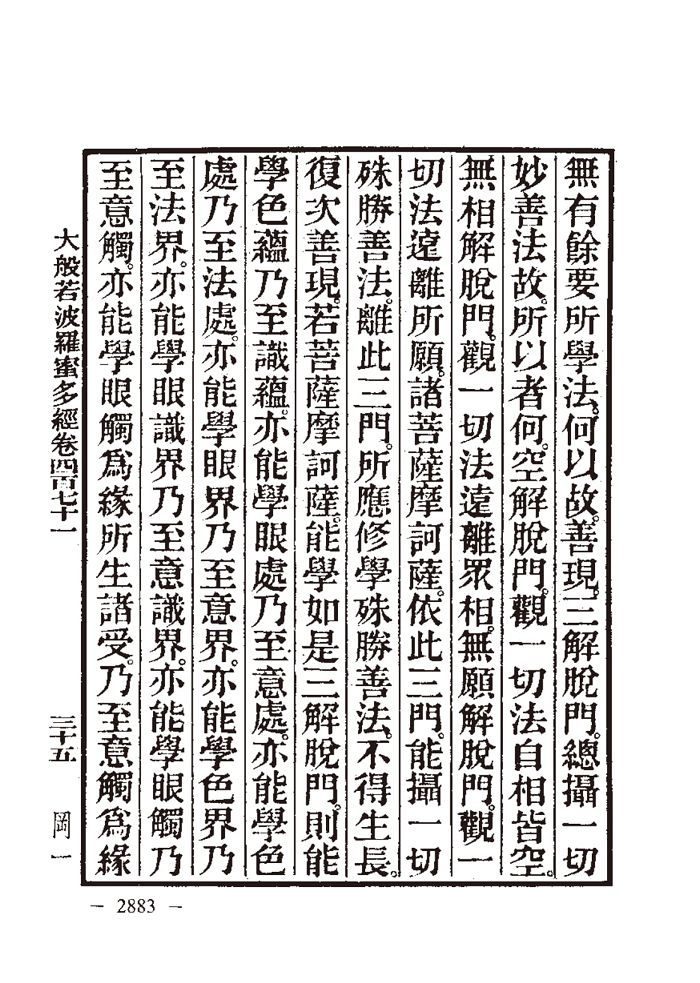 無有餘要所學法。何以故。善現。三解脫門。總攝一切
妙善法故。所以者何。空解脫門。觀一切法自相皆空。
無相解脫門。觀一切法遠離眾相。無願解脫門。觀一
切法遠離所願。諸菩薩摩訶薩。依此三門。能攝一切
殊勝善法。離此三門。所應修學殊勝善法。不得生長。
復次善現。若菩薩摩訶薩。能學如是三解脫門。則能
學色蘊乃至識蘊。亦能學眼處乃至意處。亦能學色
處乃至法處。亦能學眼界乃至意界。亦能學色界乃
至法界。亦能學眼識界乃至意識界。亦能學眼觸乃
至意觸。亦能學眼觸爲緣所生諸受。乃至意觸爲緣
大般若波羅蜜多經卷四百七十一 三十五 岡一
— 2883 —